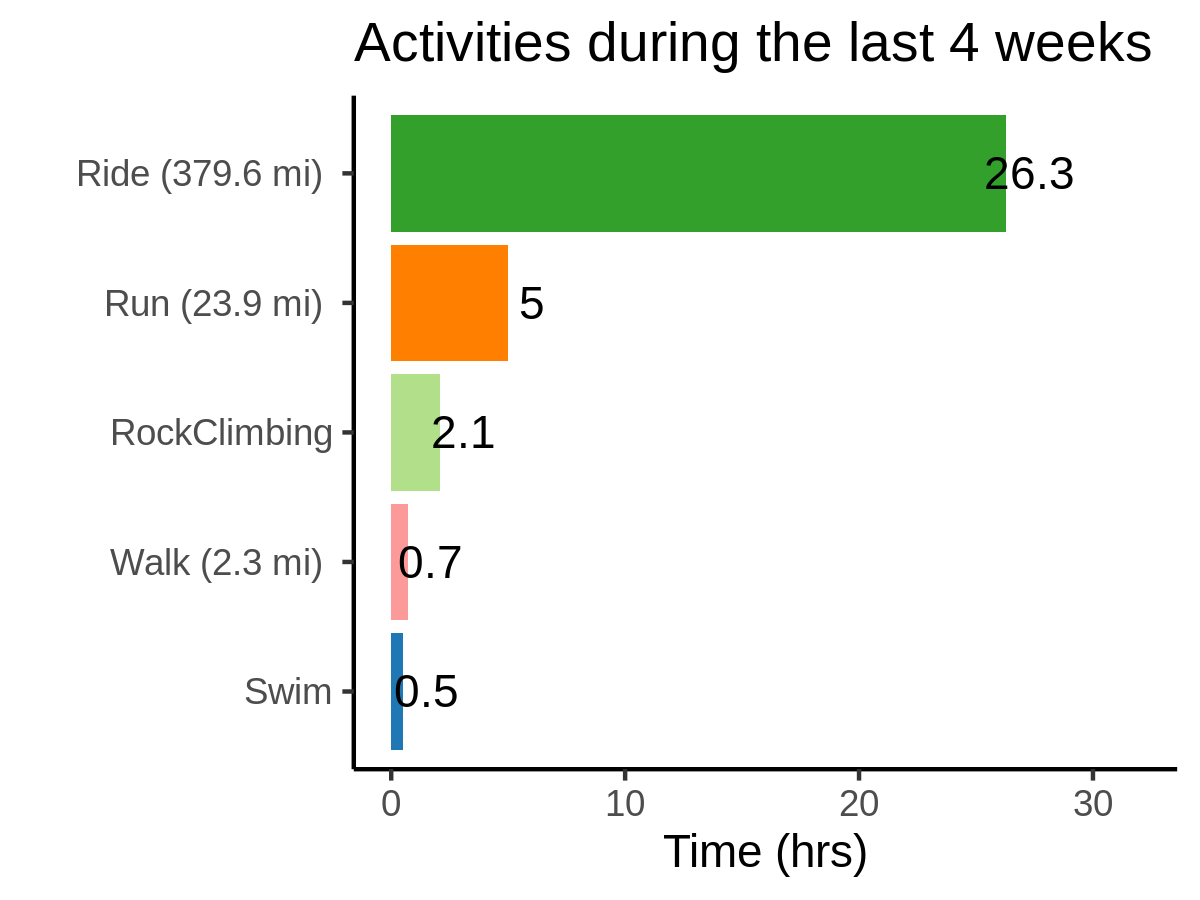 Activities during the last 4 weeks
Ride (379.6 mi)
26.3
Run (23.9 mi)
5
RockClimbing
2.1
Walk (2.3 mi)
0.7
Swim
0.5
0 10 20 30
Time (hrs)